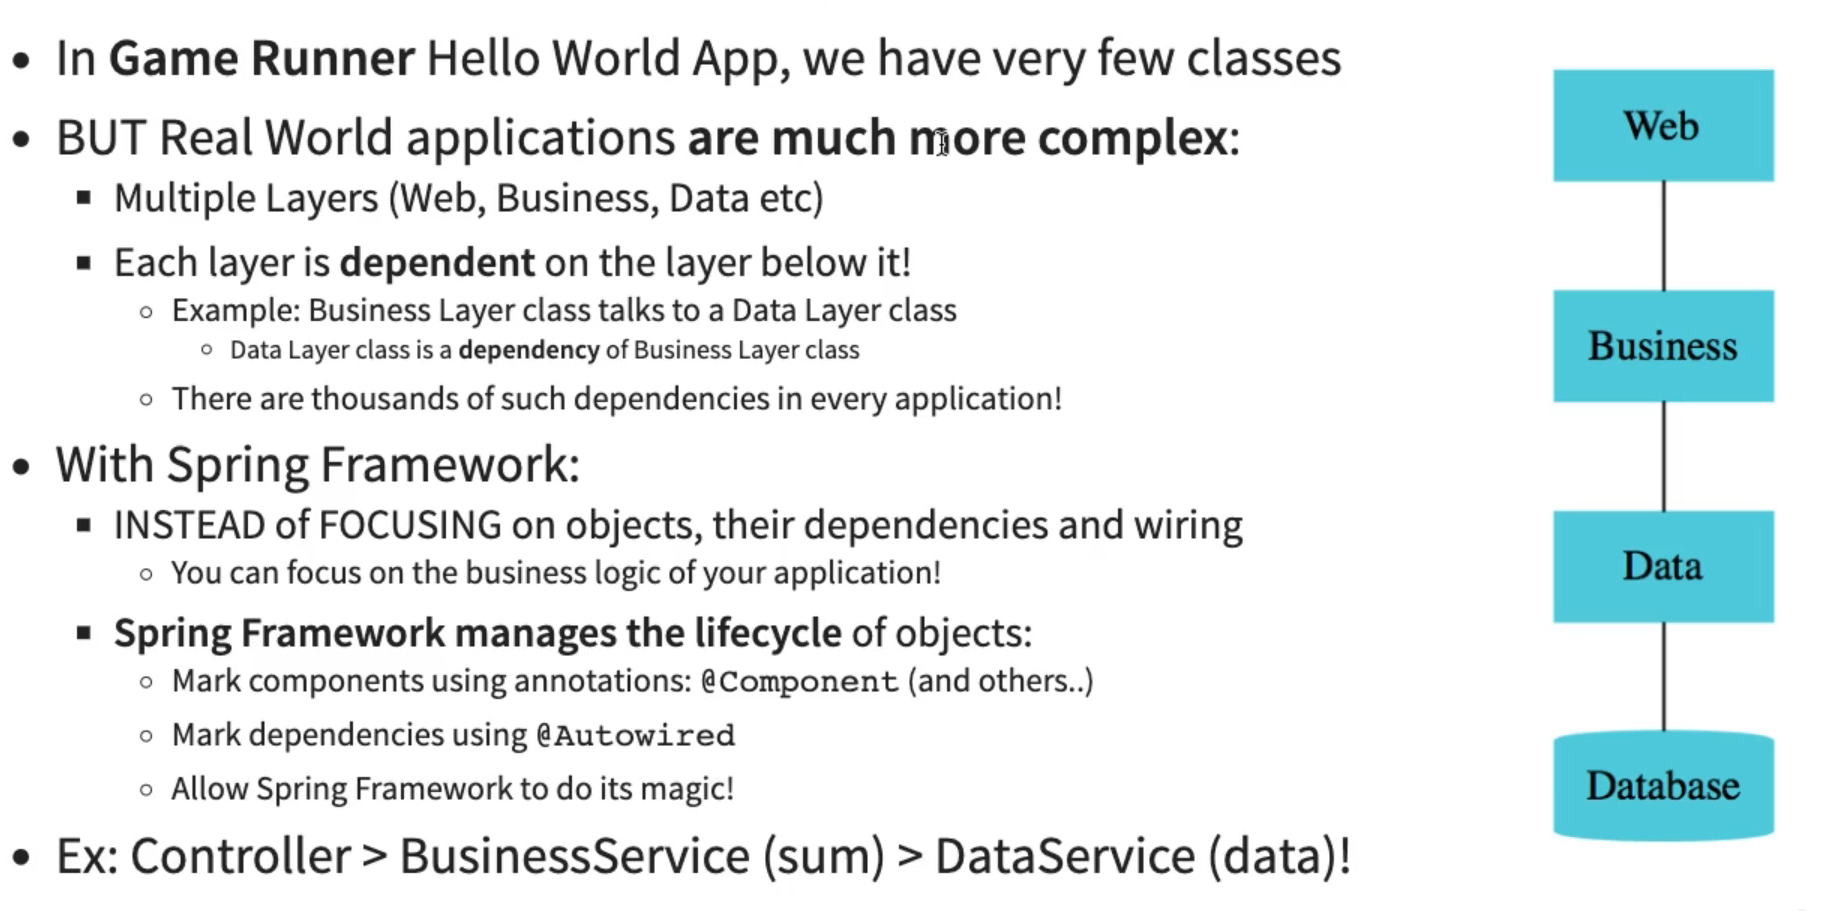 In Game Runner Hello World App, we have very few classes
BUT Real World applications are much more complex:
Multiple Layers (Web, Business, Data etc)
Each layer is dependent on the layer below it!
Example: Business Layer class talks to a Data Layer class
Data Layer class is a dependency of Business Layer class
There are thousands of such dependencies in every application!
With Spring Framework:
INSTEAD of FOCUSING on objects, their dependencies and wiring
You can focus on the business logic of your application!
Spring Framework manages the lifecycle of objects:
Mark components using annotations: @Component (and others..)
Mark dependencies using @Autowired
Allow Spring Framework to do its magic!
Ex: Controller > BusinessService (sum) > DataService (data)!
Web
Business
Data
Database